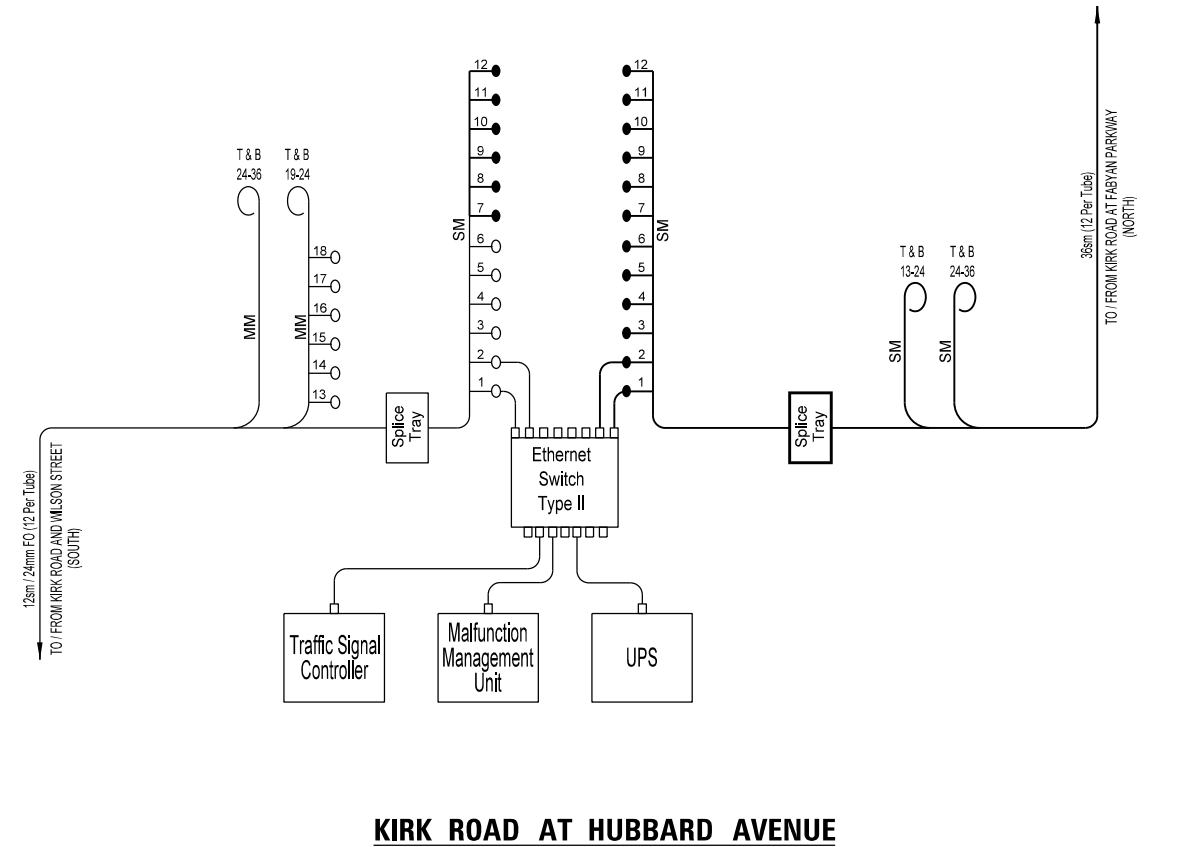 12
11
10
9
8
7
6
5
4
3
2
1
SM
12
11
10
9
8
7
6
5
4
3
2
1
SM
T & B
24-36
MM
T & B
19-24
MM
18
17
16
15
14
13
Splice
Tray
12sm / 24mm FO (12 Per Tube)
TO / FROM KIRK ROAD AND WILSON STREET
(SOUTH)
Ethernet
Switch
Type II
Splice
Tray
T & B
13-24
SM
T & B
24-36
SM
36sm (12 Per Tube)
TO / FROM KIRK ROAD AT FABYAN PARKWAY
(NORTH)
Traffic Signal
Controller
Malfunction
Management
Unit
UPS
KIRK ROAD AT HUBBARD AVENUE